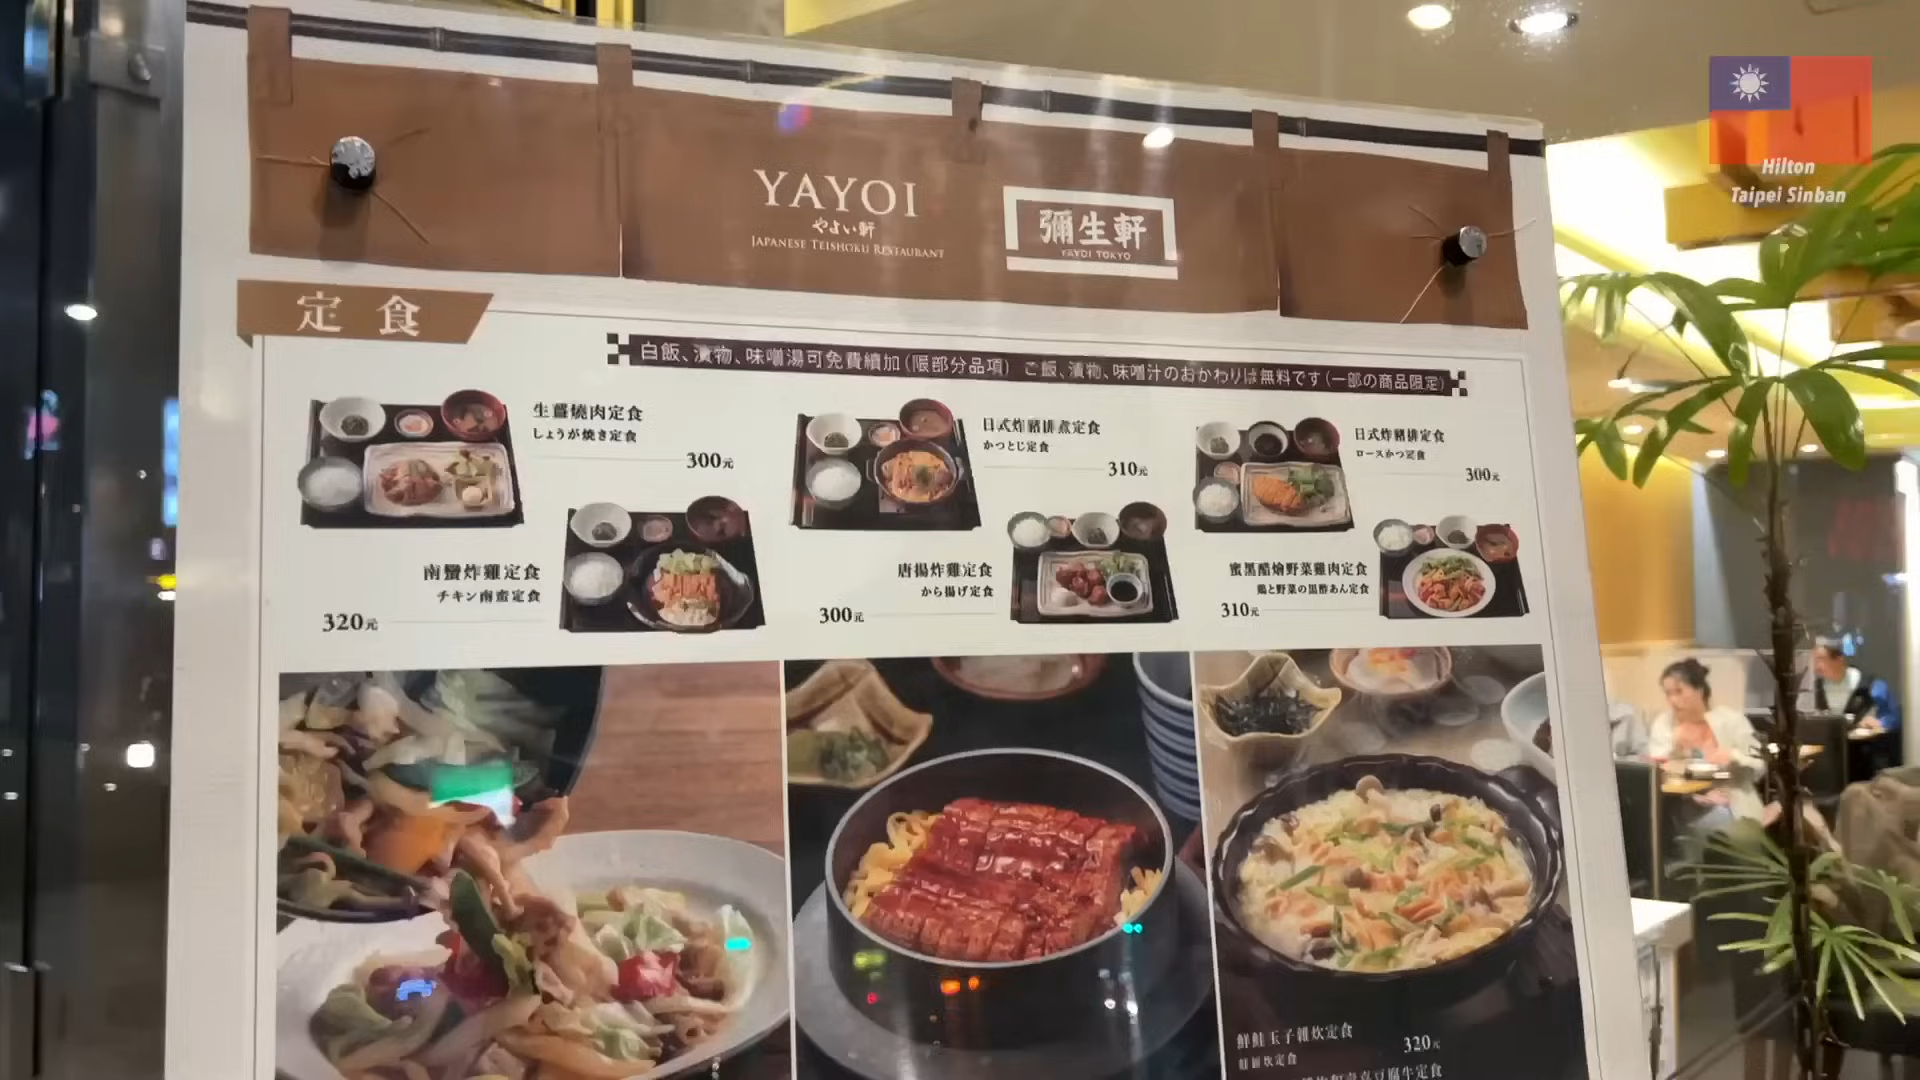 Hilton
Taipei Sinban
YAYOI
やよい軒
JAPANESE TEISHOKU RESTAURANT
彌生軒
YAYOI TOKYO
定食
白飯、漬物、味噌湯可免費續加(限部分品項) ご飯、漬物、味噌汁のおかわりは無料です(一部の商品限定)
生薑燒肉定食
しょうが焼き定食
300元
日式炸豬排煮定食
かつとじ定食
310元
日式炸豬排定食
ロースかつ定食
300元
南蠻炸雞定食
チキン南蛮定食
320元
唐揚炸雞定食
から揚げ定食
300元
蜜黑醋燴野菜雞肉定食
鶏と野菜の黒酢あん定食
310元
鮮鮭玉子雜炊定食
320元